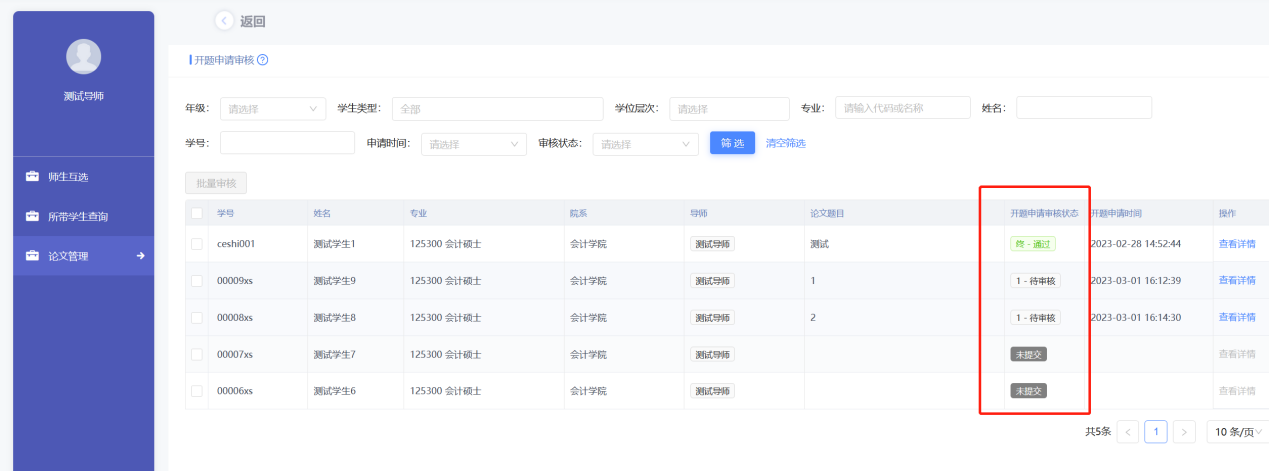 返回
测试导师
师生互选
所带学生查询
论文管理
开题申请审核
年级： 请选择 学生类型： 全部 学位层次： 请选择 专业： 请输入代码或名称 姓名：
学号： 申请时间： 请选择 审核状态： 请选择 筛 选 清空筛选
批量审核
学号 姓名 专业 院系 导师 论文题目 开题申请审核状态 开题申请时间 操作
ceshi001 测试学生1 125300 会计硕士 会计学院 测试导师 测试 终 - 通过 2023-02-28 14:52:44 查看详情
00009xs 测试学生9 125300 会计硕士 会计学院 测试导师 1 1 - 待审核 2023-03-01 16:12:39 查看详情
00008xs 测试学生8 125300 会计硕士 会计学院 测试导师 2 1 - 待审核 2023-03-01 16:14:30 查看详情
00007xs 测试学生7 125300 会计硕士 会计学院 测试导师 未提交 查看详情
00006xs 测试学生6 125300 会计硕士 会计学院 测试导师 未提交 查看详情
共5条 < 1 > 10 条/页